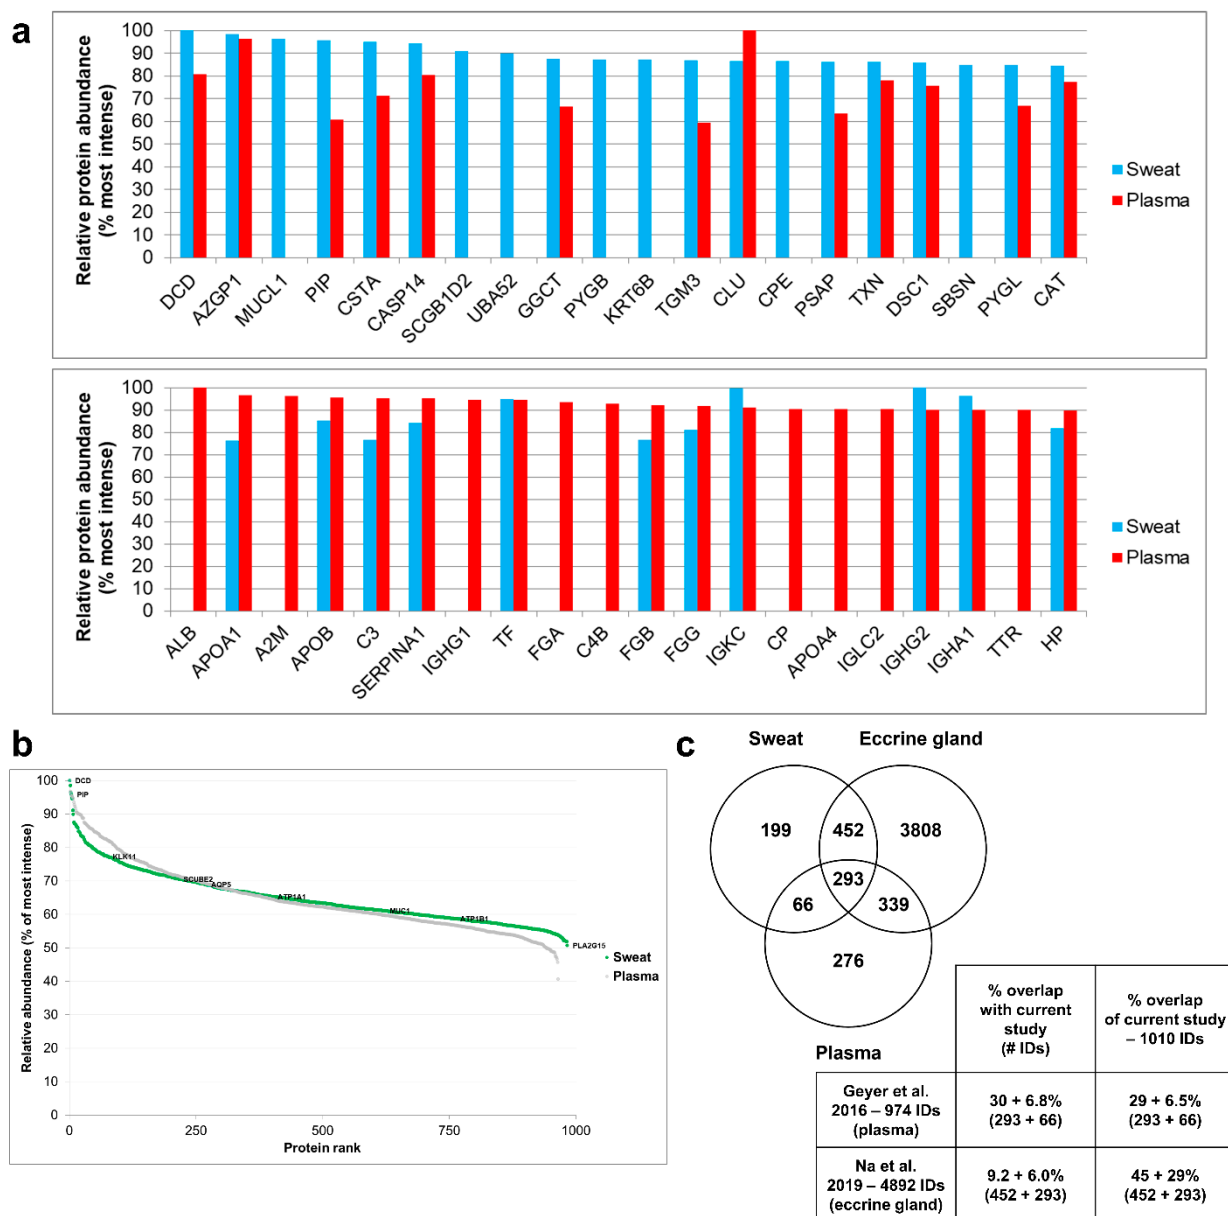 a
Relative protein abundance
(% most intense)
100
90
80
70
60
50
40
30
20
10
0
DCD
AZGP1
MUCL1
PIP
CSTA
CASP14
SCGB1D2
UBA52
GGCT
PYGB
KRT6B
TGM3
CLU
CPE
PSAP
TXN
DSC1
SBSN
PYGL
CAT
Sweat
Plasma
Relative protein abundance
(% most intense)
100
90
80
70
60
50
40
30
20
10
0
ALB
APOA1
A2M
APOB
C3
SERPINA1
IGHG1
TF
FGA
C4B
FGB
FGG
IGKC
CP
APOA4
IGLC2
IGHG2
IGHA1
TTR
HP
Sweat
Plasma
b
Relative abundance (% of most intense)
100
90
80
70
60
50
40
30
20
10
0
DCD
PIP
KLK11
SCUBE2
AQP5
ATP1A1
MUC1
ATP1B1
PLA2G15
Sweat
Plasma
0
250
500
750
1000
Protein rank
c
Sweat
Eccrine gland
199
452
3808
293
66
339
276
Plasma
% overlap
with current
study
(# IDs)
% overlap
of current study
– 1010 IDs
Geyer et al.
2016 – 974 IDs
(plasma)
30 + 6.8%
(293 + 66)
29 + 6.5%
(293 + 66)
Na et al.
2019 – 4892 IDs
(eccrine gland)
9.2 + 6.0%
(452 + 293)
45 + 29%
(452 + 293)